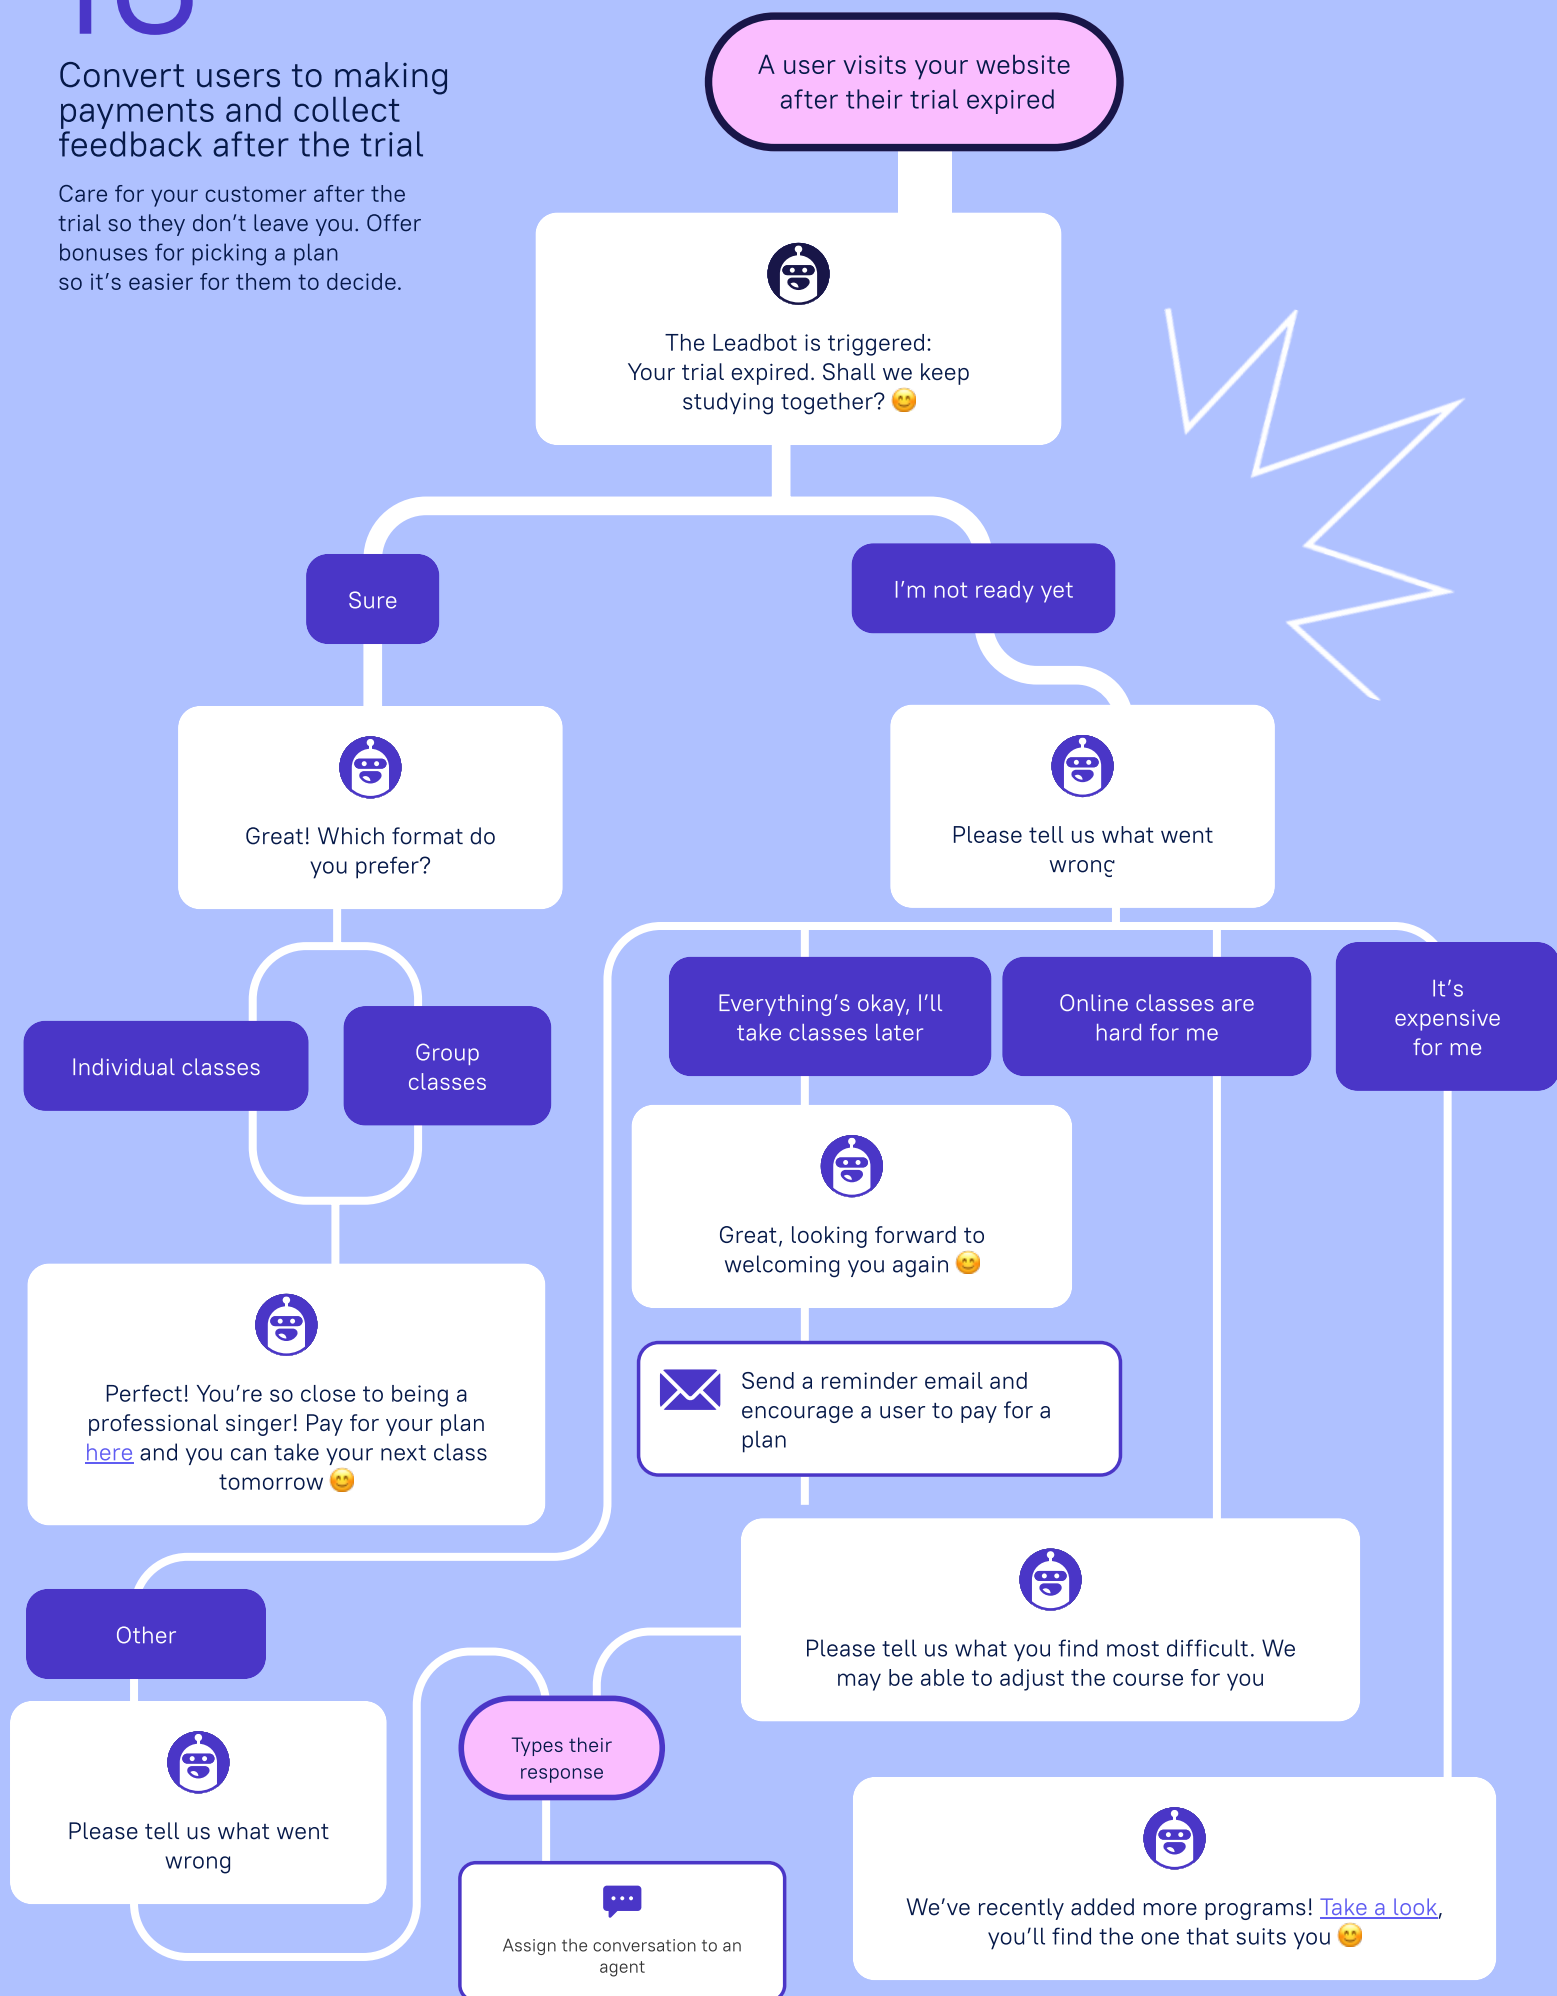 Convert users to making
payments and collect
feedback after the trial
Care for your customer after the
trial so they don't leave you. Offer
bonuses for picking a plan
so it's easier for them to decide.
A user visits your website
after their trial expired
The Leadbot is triggered:
Your trial expired. Shall we keep
studying together? 😊
Sure
I'm not ready yet
Great! Which format do
you prefer?
Please tell us what went
wrong
Individual classes
Group
classes
Everything's okay, I'll
take classes later
Online classes are
hard for me
It's
expensive
for me
Great, looking forward to
welcoming you again 😊
Perfect! You're so close to being a
professional singer! Pay for your plan
here and you can take your next class
tomorrow 😊
Send a reminder email and
encourage a user to pay for a
plan
Other
Please tell us what you find most difficult. We
may be able to adjust the course for you
Types their
response
Please tell us what went
wrong
Assign the conversation to an
agent
We've recently added more programs! Take a look,
you'll find the one that suits you 😊